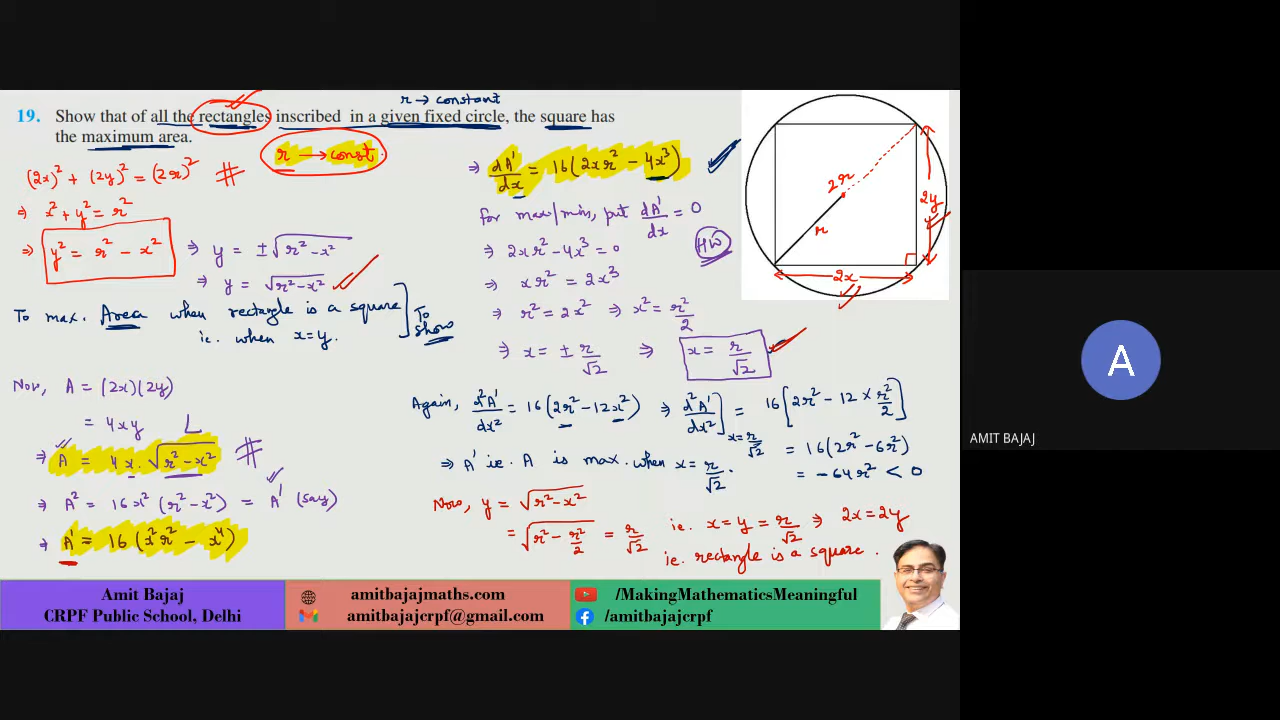 r → constant
19. Show that of all the rectangles inscribed in a given fixed circle, the square has
the maximum area.
r → const.
(2x)² + (2y)² = (2r)² #
⇒ x² + y² = r²
⇒ y² = r² - x² ⇒ y = ±√r²-x²
⇒ y = √r²-x²
To max. Area when rectangle is a square
ie. when x=y.
To
show
Now, A = (2x)(2y)
= 4xy
⇒ A = 4x.√r²-x² #
⇒ A² = 16x² (r²-x²) = A' (say)
⇒ A' = 16(x²r² - x⁴)
⇒ dA'/dx = 16(2xr² - 4x³)
For max/min, put dA'/dx = 0
HW
⇒ 2xr² - 4x³ = 0
⇒ xr² = 2x³
⇒ r² = 2x² ⇒ x² = r²/2
⇒ x = ± r/√2 ⇒ x = r/√2
Again, d²A'/dx² = 16(2r²-12x²) ⇒ d²A'/dx²]x=r/√2 = 16[2r² - 12 × r²/2]
= 16(2r² - 6r²)
= -64r² < 0
⇒ A' ie. A is max. when x = r/√2.
Now, y = √r²-x²
= √r² - r²/2 = r/√2
ie. x = y = r/√2 ⇒ 2x = 2y
ie. rectangle is a square.
2r
r
2y
2x
A
AMIT BAJAJ
Amit Bajaj
CRPF Public School, Delhi
amitbajajmaths.com
amitbajajcrpf@gmail.com
/MakingMathematicsMeaningful
/amitbajajcrpf